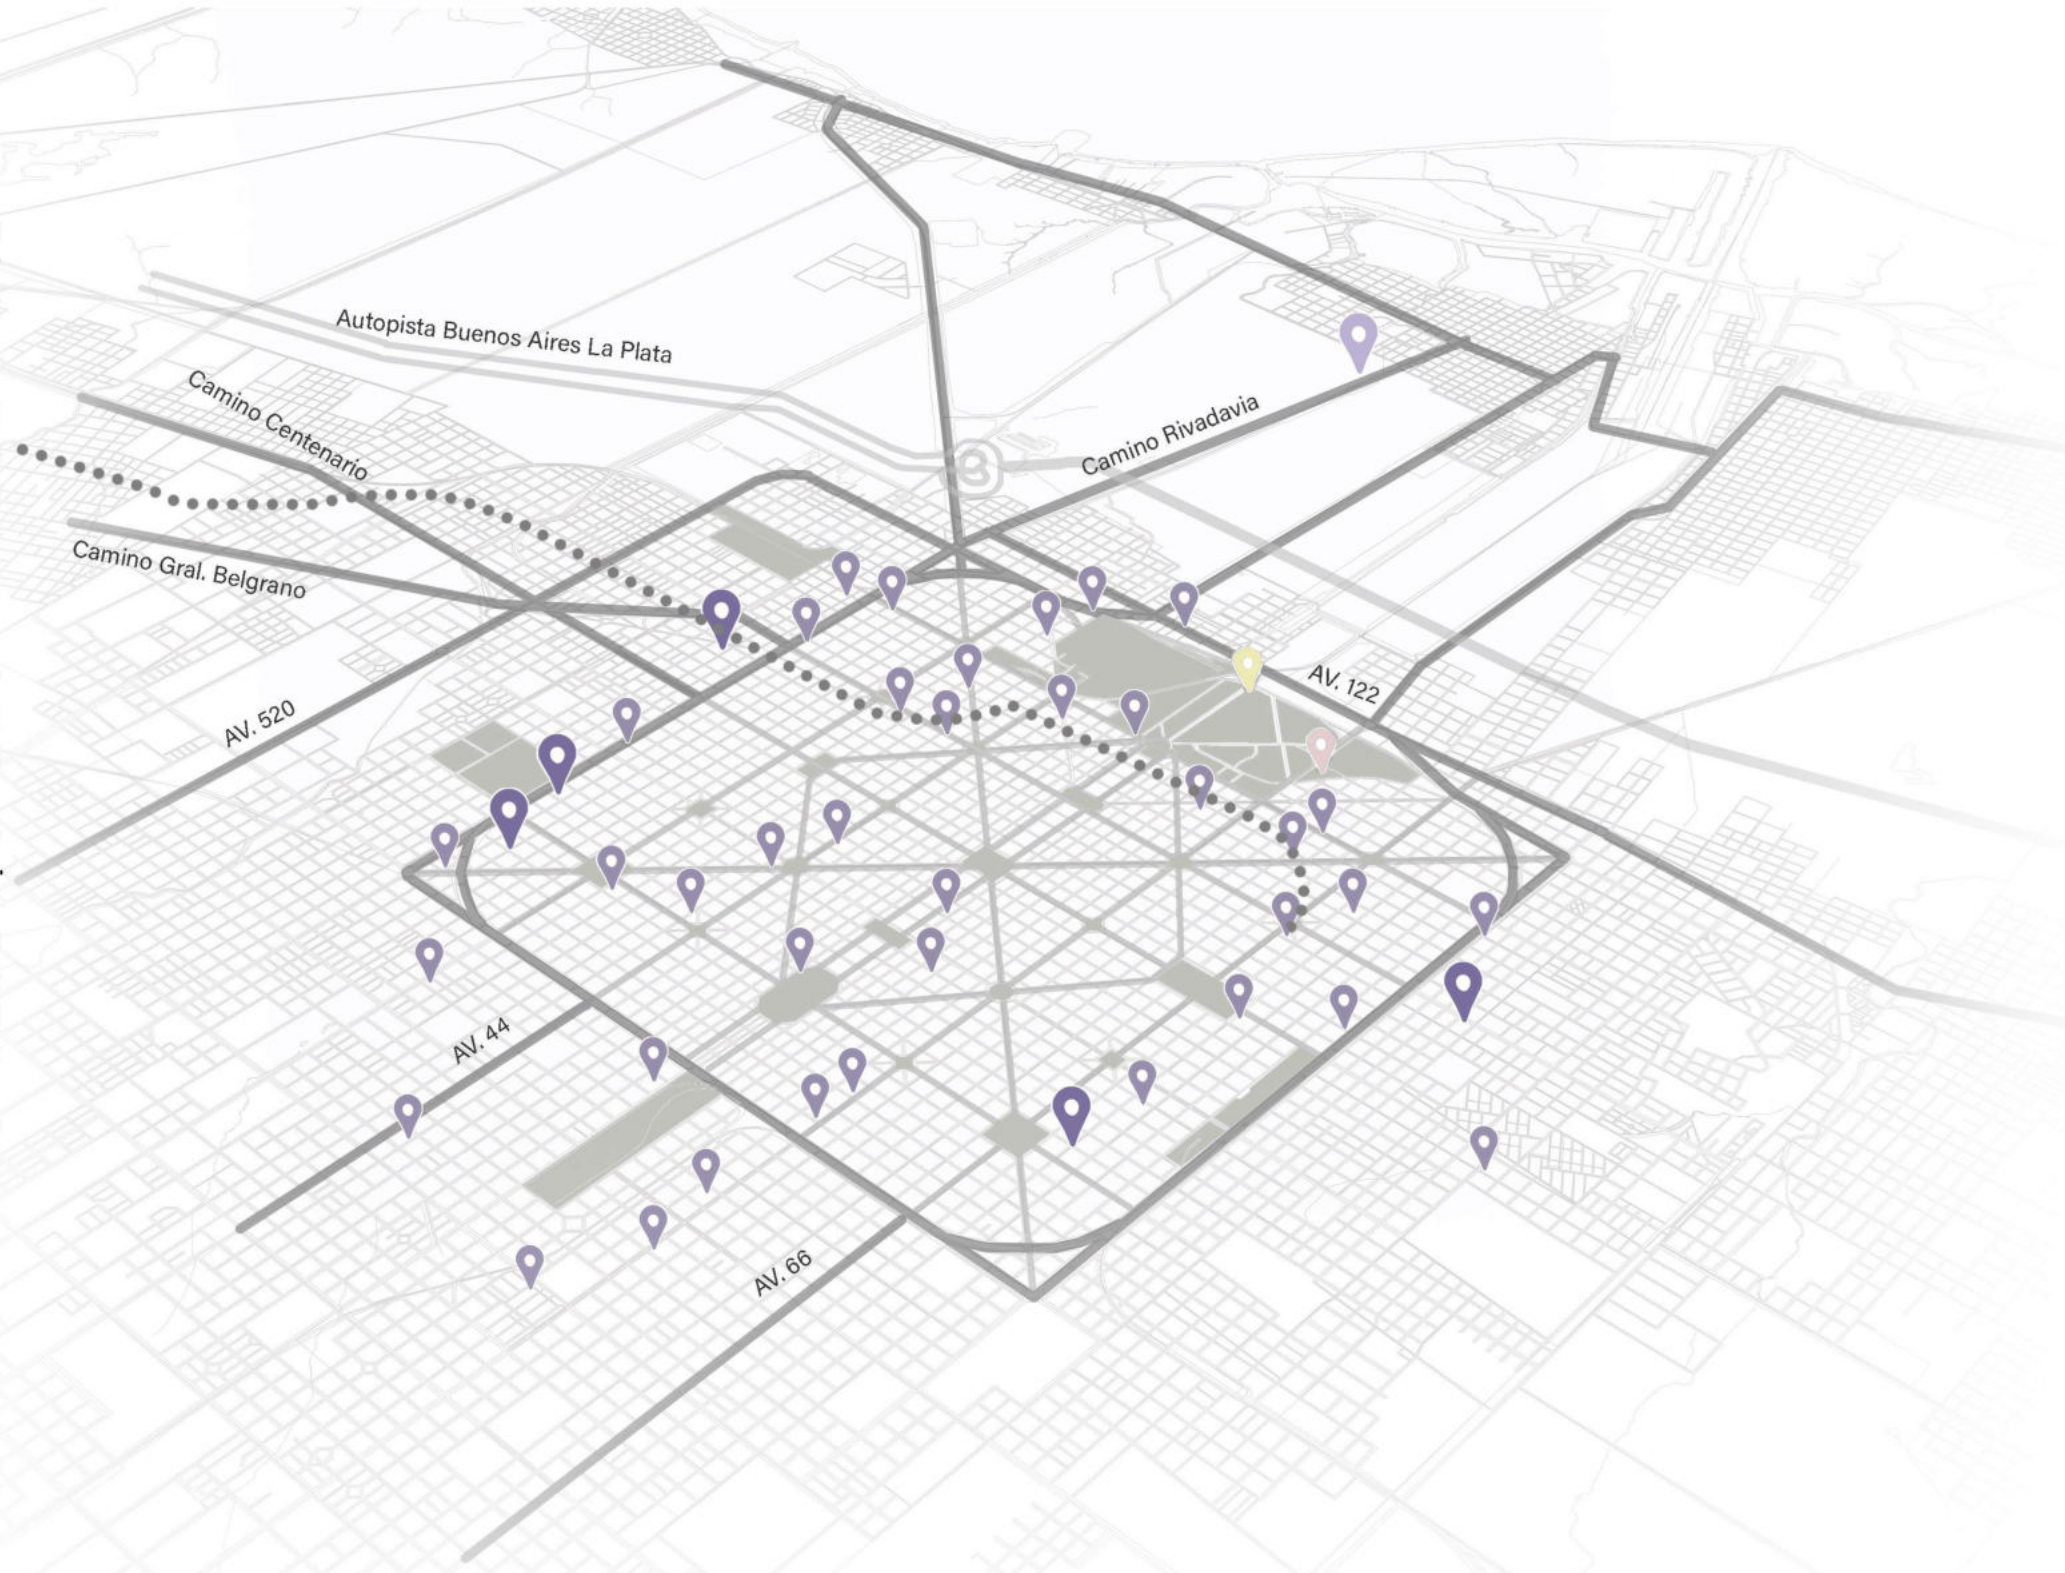 Autopista Buenos Aires La Plata
Camino Centenario
Camino Rivadavia
Camino Gral. Belgrano
AV. 122
AV. 520
AV. 44
AV. 66